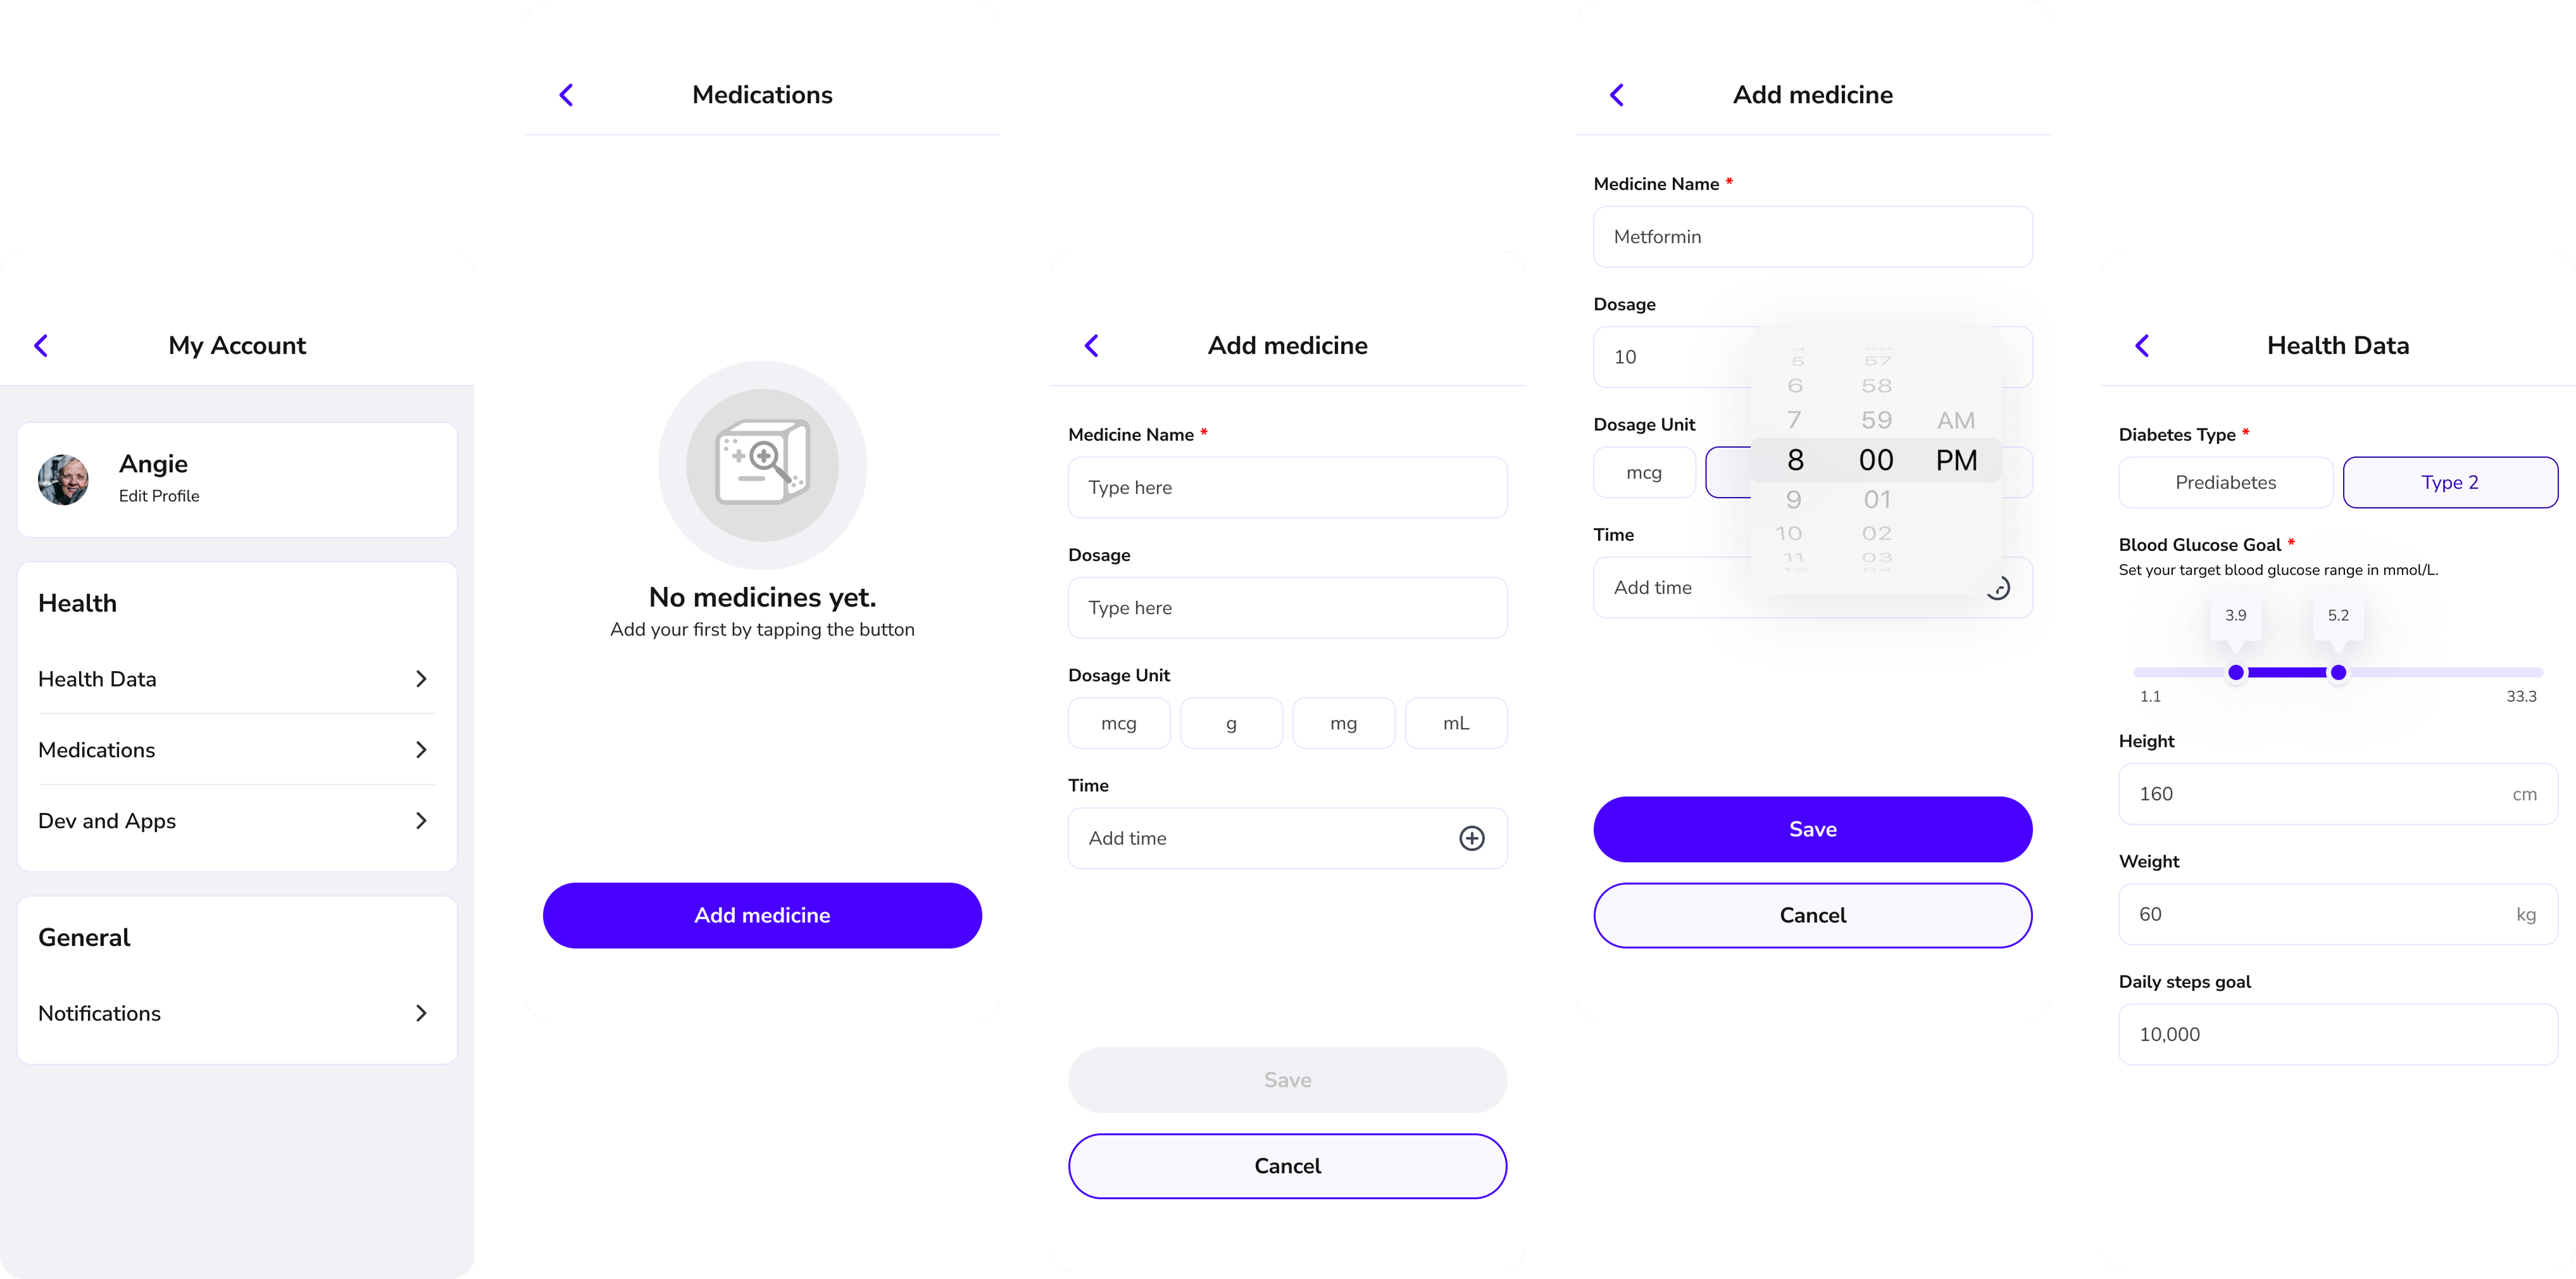 My Account
Angie
Edit Profile
Health
Health Data
Medications
Dev and Apps
General
Notifications
Medications
No medicines yet.
Add your first by tapping the button
Add medicine
Add medicine
Medicine Name *
Type here
Dosage
Type here
Dosage Unit
mcg g mg mL
Time
Add time
Save
Cancel
Add medicine
Medicine Name *
Metformin
Dosage
10
Dosage Unit
mcg
Time
Add time
5 57
6 58
7 59 AM
8 00 PM
9 01
10 02
11 03
Save
Cancel
Health Data
Diabetes Type *
Prediabetes Type 2
Blood Glucose Goal *
Set your target blood glucose range in mmol/L.
3.9 5.2
1.1 33.3
Height
160 cm
Weight
60 kg
Daily steps goal
10,000